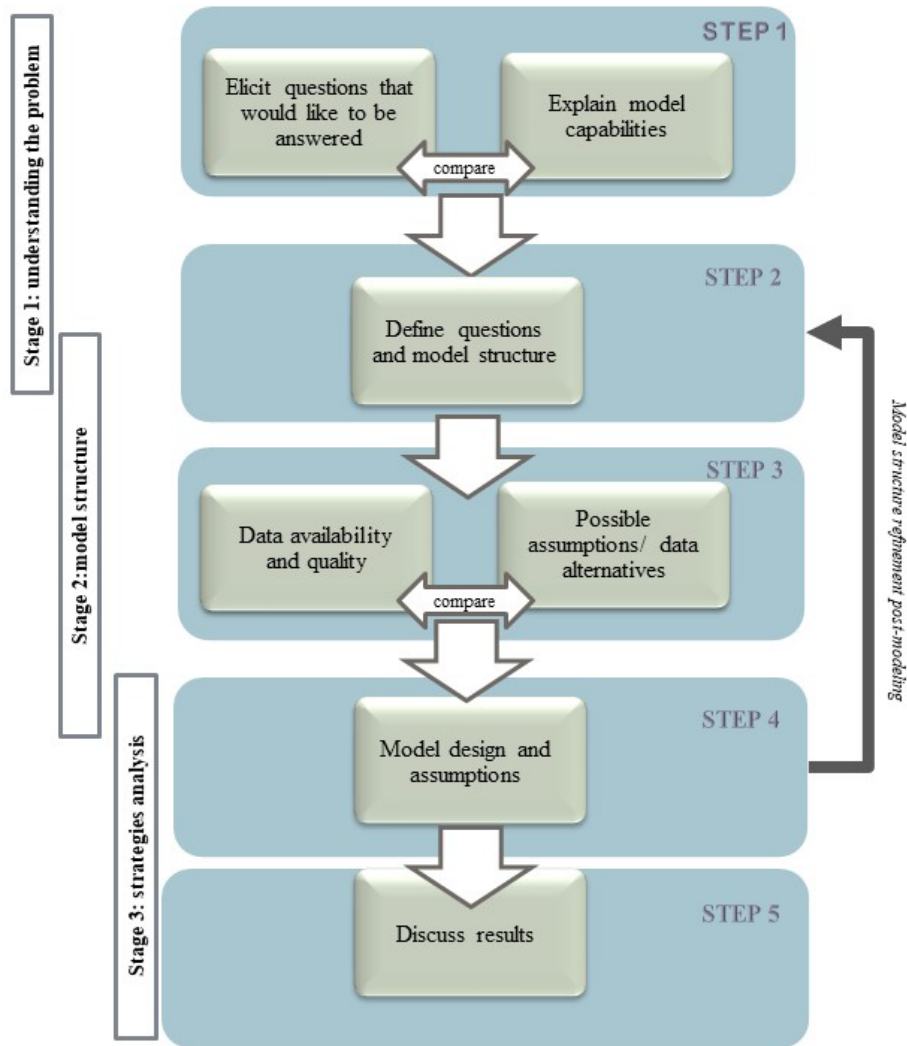 STEP 1
Elicit questions that
would like to be
answered
Explain model
capabilities
compare
Stage 1: understanding the problem
STEP 2
Define questions
and model structure
Model structure refinement post-modeling
STEP 3
Data availability
and quality
Possible
assumptions/ data
alternatives
compare
Stage 2:model structure
STEP 4
Model design and
assumptions
Stage 3: strategies analysis
STEP 5
Discuss results